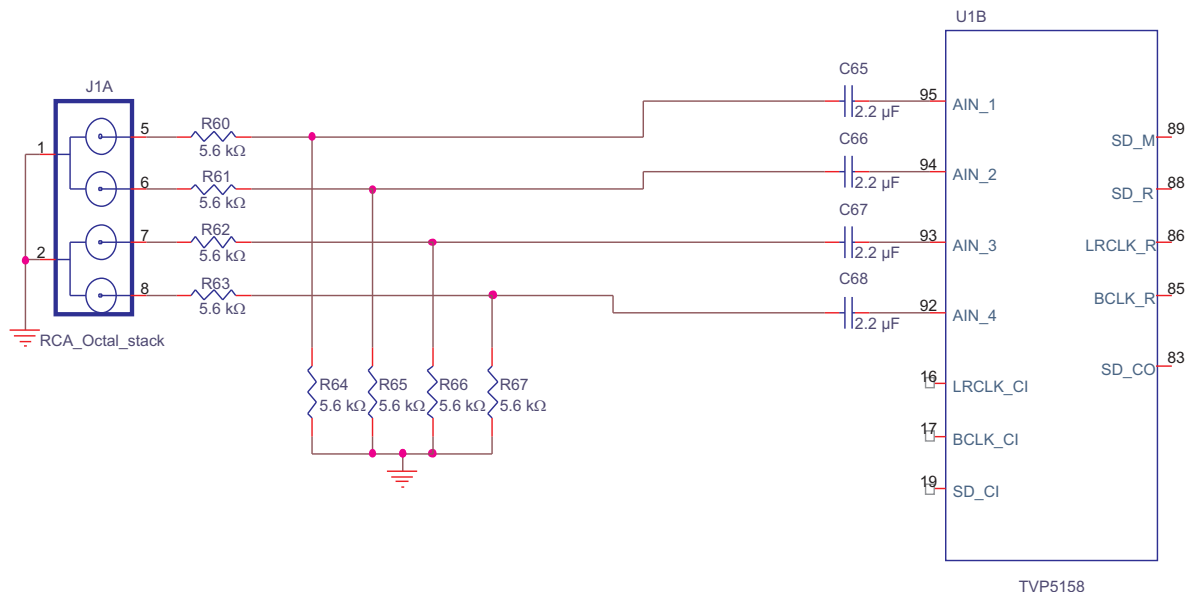 U1B
J1A
C65
95
AIN_1
2.2 µF
5
R60
5.6 kΩ
1
C66
94
AIN_2
2.2 µF
89
SD_M
6
R61
5.6 kΩ
88
SD_R
C67
93
AIN_3
2.2 µF
7
R62
5.6 kΩ
2
86
LRCLK_R
8
R63
5.6 kΩ
C68
92
AIN_4
2.2 µF
85
BCLK_R
RCA_Octal_stack
83
SD_CO
R64
5.6 kΩ
R65
5.6 kΩ
R66
5.6 kΩ
R67
5.6 kΩ
16
LRCLK_CI
17
BCLK_CI
19
SD_CI
TVP5158